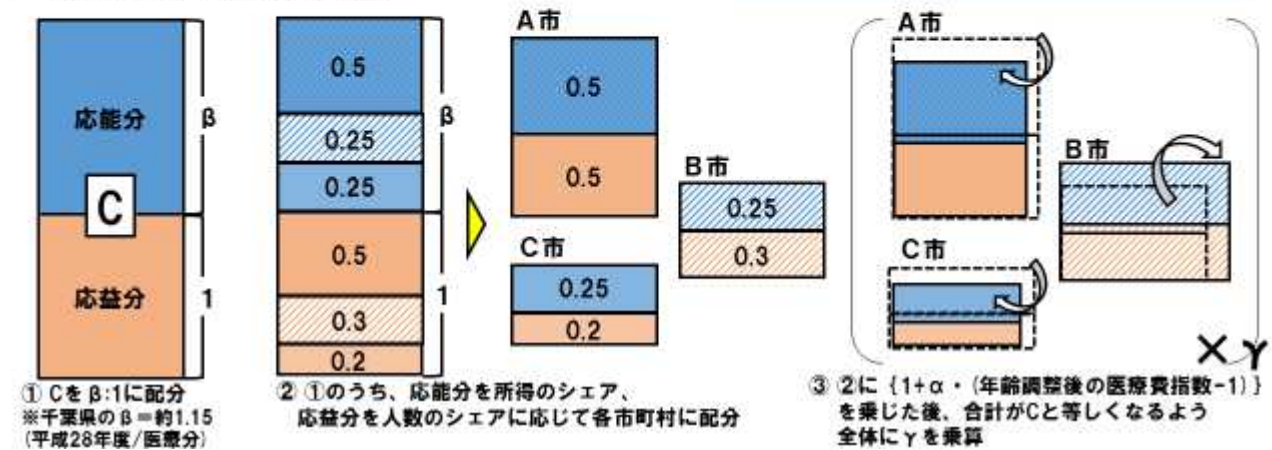 応能分
β
C
応益分
1
① Cをβ:1に配分
※千葉県のβ=約1.15
(平成28年度/医療分)
0.5
0.25
0.25
β
0.5
0.3
0.2
1
A市
0.5
0.5
B市
0.25
0.3
C市
0.25
0.2
② ①のうち、応能分を所得のシェア、
応益分を人数のシェアに応じて各市町村に配分
A市
B市
C市
×γ
③ ②に {1+α・(年齢調整後の医療費指数-1)}
を乗じた後、合計がCと等しくなるよう
全体にγを乗算